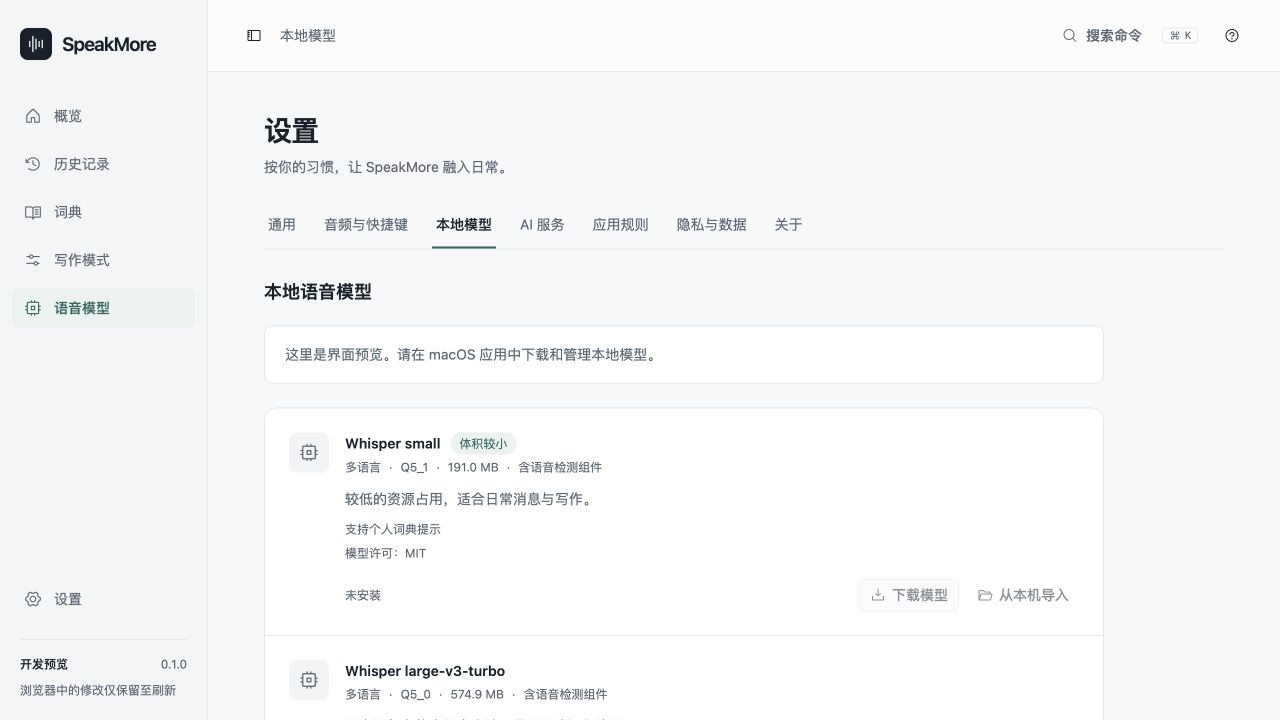 SpeakMore
本地模型
搜索命令
⌘ K
概览
历史记录
词典
写作模式
语音模型
设置
开发预览 0.1.0
浏览器中的修改仅保留至刷新
设置
按你的习惯，让 SpeakMore 融入日常。
通用 音频与快捷键 本地模型 AI 服务 应用规则 隐私与数据 关于
本地语音模型
这里是界面预览。请在 macOS 应用中下载和管理本地模型。
Whisper small 体积较小
多语言 · Q5_1 · 191.0 MB · 含语音检测组件
较低的资源占用，适合日常消息与写作。
支持个人词典提示
模型许可：MIT
未安装 下载模型 从本机导入
Whisper large-v3-turbo
多语言 · Q5_0 · 574.9 MB · 含语音检测组件